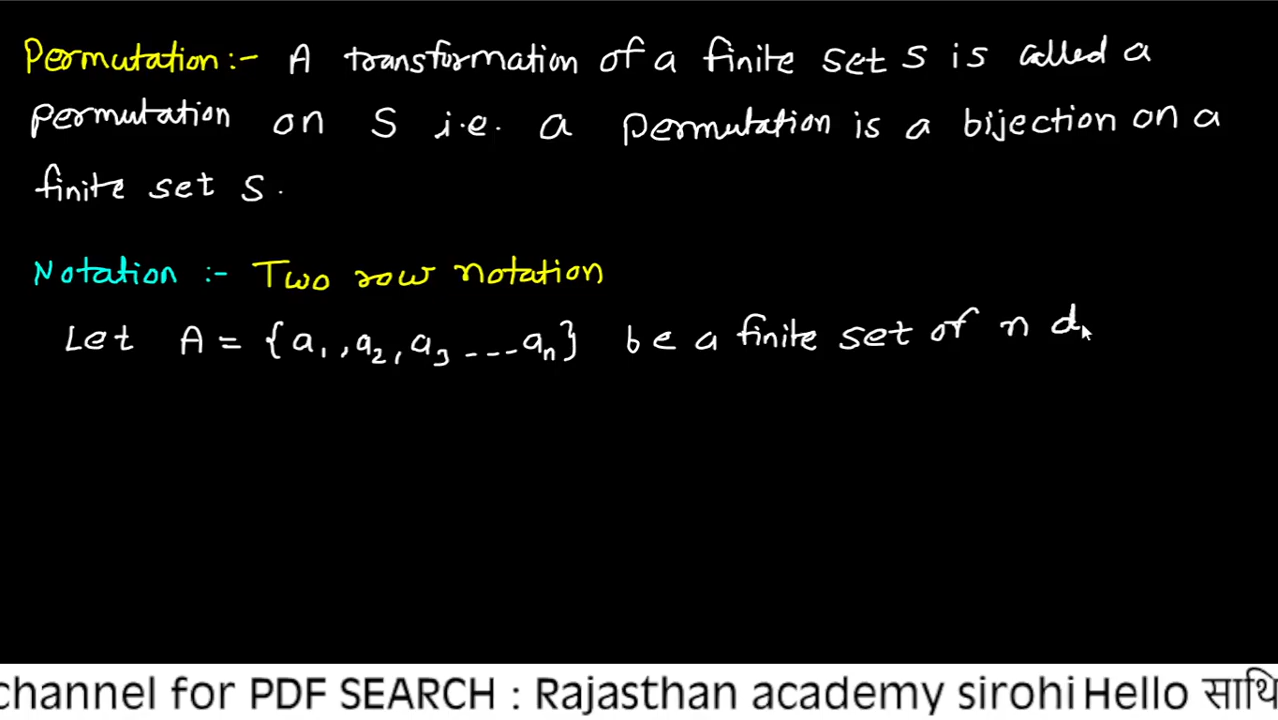 Permutation :- A transformation of a finite set S is called a
permutation on S i.e. a permutation is a bijection on a
finite set S.
Notation :- Two row notation
Let A = {a₁, a₂, a₃ ---aₙ} be a finite set of n
channel for PDF SEARCH : Rajasthan academy sirohi Hello साथि